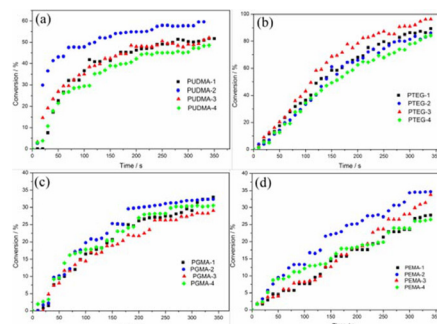 (a)
60
50
40
30
20
10
0
Conversion / %
PUDMA-1
PUDMA-2
PUDMA-3
PUDMA-4
0 50 100 150 200 250 300 350
Time / s
(b)
100
80
60
40
20
0
Conversion / %
PTEG-1
PTEG-2
PTEG-3
PTEG-4
0 50 100 150 200 250 300 350
Time / s
(c)
40
35
30
25
20
15
10
5
0
Conversion / %
PGMA-1
PGMA-2
PGMA-3
PGMA-4
0 50 100 150 200 250 300 350
Time / s
(d)
40
35
30
25
20
15
10
5
0
Conversion / %
PEMA-1
PEMA-2
PEMA-3
PEMA-4
0 50 100 150 200 250 300